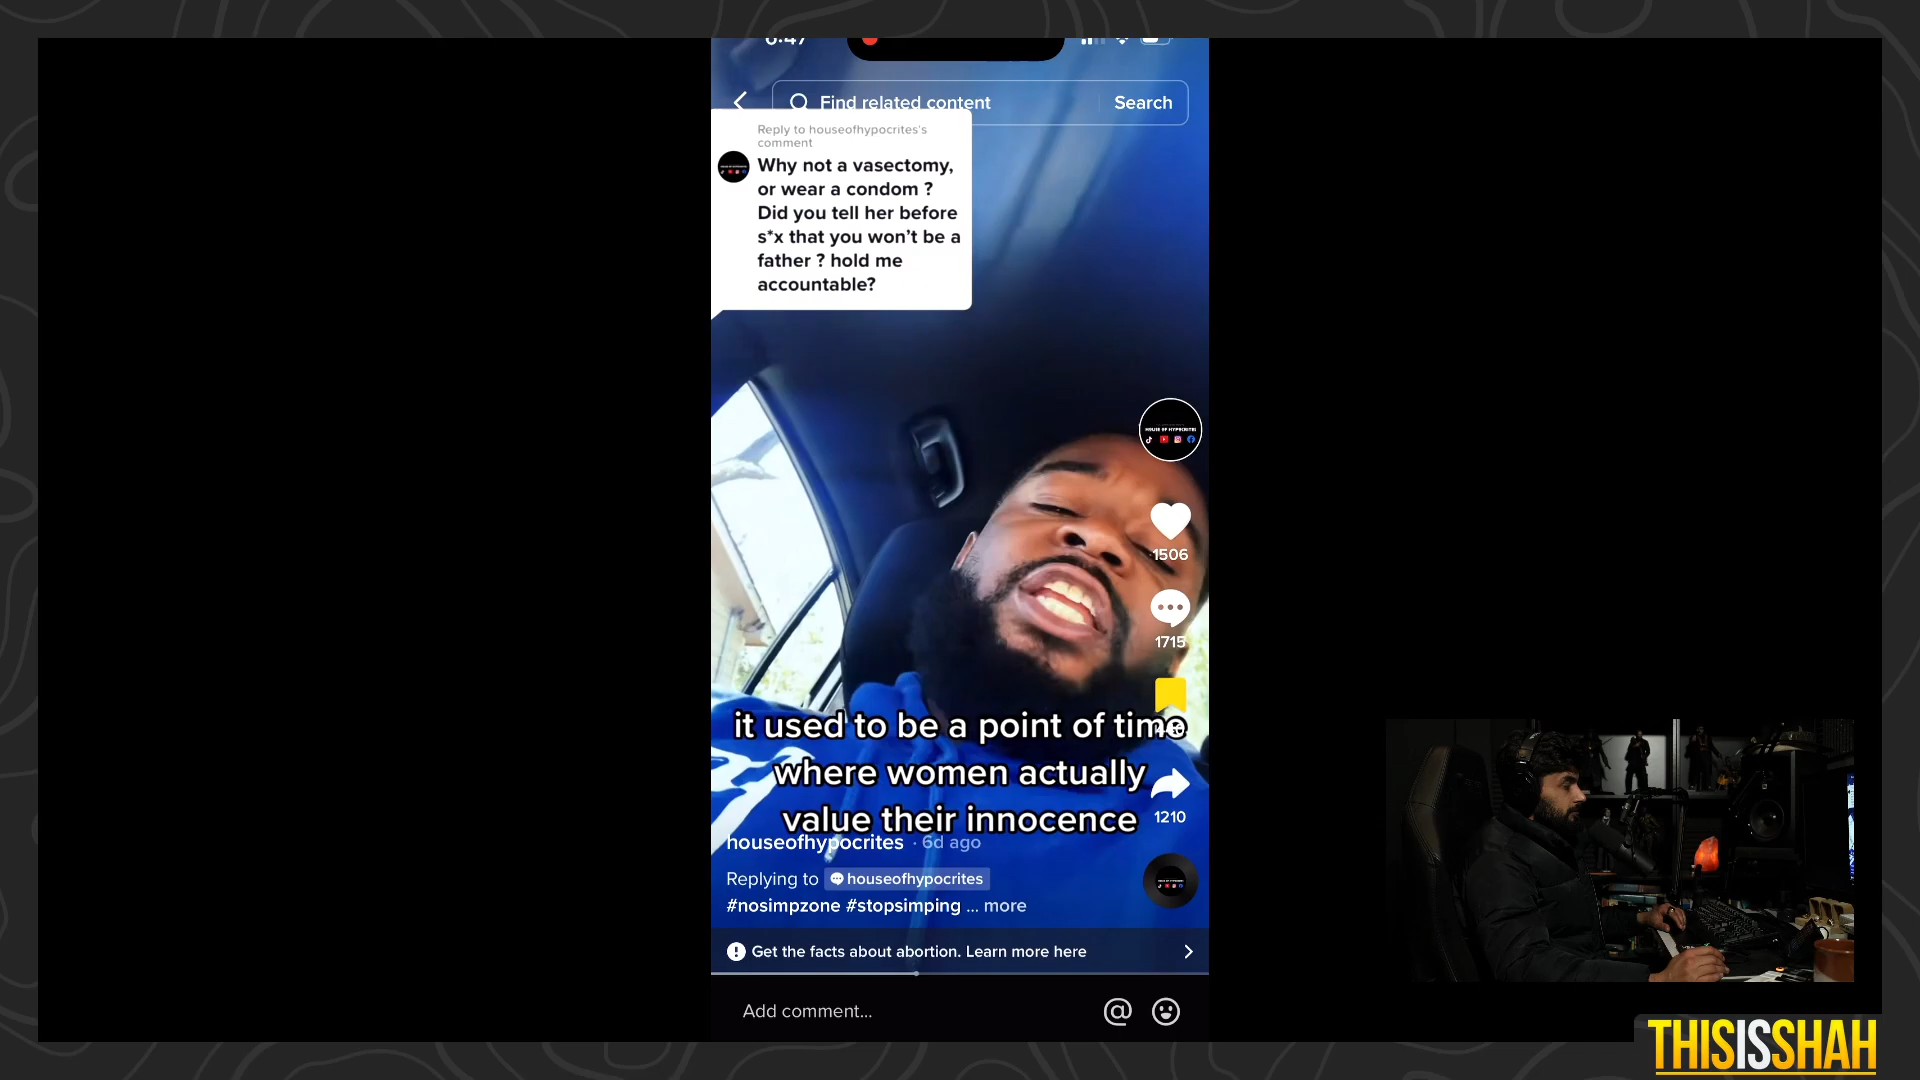 Find related content
Search
Reply to houseofhypocrites's
comment
Why not a vasectomy,
or wear a condom ?
Did you tell her before
s*x that you won't be a
father ? hold me
accountable?
HOUSE OF HYPOCRITES
1506
1715
it used to be a point of time
where women actually
value their innocence
1210
houseofhypocrites · 6d ago
Replying to houseofhypocrites
#nosimpzone #stopsimping ... more
Get the facts about abortion. Learn more here
Add comment...
THISISSHAH